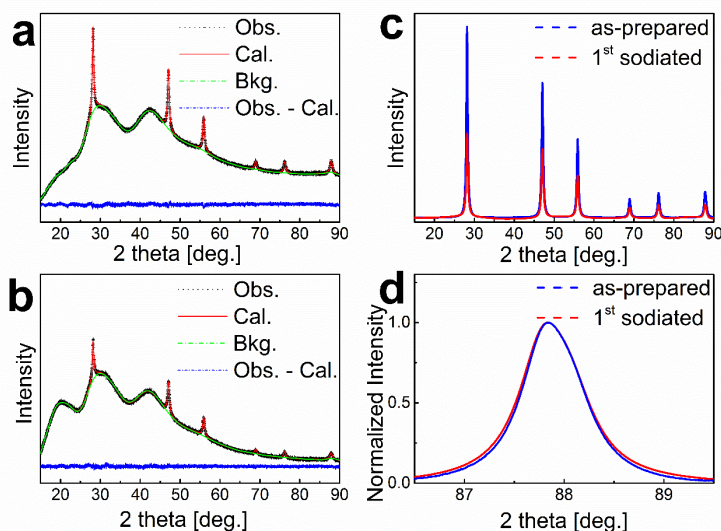 a
Obs.
Cal.
Bkg.
Obs. - Cal.
Intensity
20 30 40 50 60 70 80 90
2 theta [deg.]
b
Obs.
Cal.
Bkg.
Obs. - Cal.
Intensity
20 30 40 50 60 70 80 90
2 theta [deg.]
c
as-prepared
1st sodiated
Intensity
20 30 40 50 60 70 80 90
2 theta [deg.]
d
as-prepared
1st sodiated
Normalized Intensity
1.0
0.5
0.0
87 88 89
2 theta [deg.]